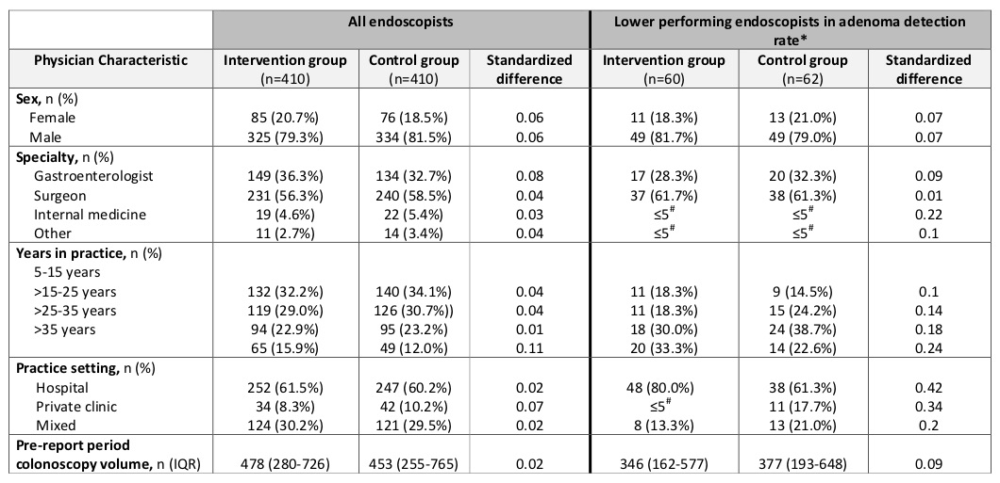 All endoscopists | Lower performing endoscopists in adenoma detection rate*
Physician Characteristic | Intervention group (n=410) | Control group (n=410) | Standardized difference | Intervention group (n=60) | Control group (n=62) | Standardized difference
Sex, n (%)
Female | 85 (20.7%) | 76 (18.5%) | 0.06 | 11 (18.3%) | 13 (21.0%) | 0.07
Male | 325 (79.3%) | 334 (81.5%) | 0.06 | 49 (81.7%) | 49 (79.0%) | 0.07
Specialty, n (%)
Gastroenterologist | 149 (36.3%) | 134 (32.7%) | 0.08 | 17 (28.3%) | 20 (32.3%) | 0.09
Surgeon | 231 (56.3%) | 240 (58.5%) | 0.04 | 37 (61.7%) | 38 (61.3%) | 0.01
Internal medicine | 19 (4.6%) | 22 (5.4%) | 0.03 | ≤5# | ≤5# | 0.22
Other | 11 (2.7%) | 14 (3.4%) | 0.04 | ≤5# | ≤5# | 0.1
Years in practice, n (%)
5-15 years
>15-25 years | 132 (32.2%) | 140 (34.1%) | 0.04 | 11 (18.3%) | 9 (14.5%) | 0.1
>25-35 years | 119 (29.0%) | 126 (30.7%)) | 0.04 | 11 (18.3%) | 15 (24.2%) | 0.14
>35 years | 94 (22.9%) | 95 (23.2%) | 0.01 | 18 (30.0%) | 24 (38.7%) | 0.18
65 (15.9%) | 49 (12.0%) | 0.11 | 20 (33.3%) | 14 (22.6%) | 0.24
Practice setting, n (%)
Hospital | 252 (61.5%) | 247 (60.2%) | 0.02 | 48 (80.0%) | 38 (61.3%) | 0.42
Private clinic | 34 (8.3%) | 42 (10.2%) | 0.07 | ≤5# | 11 (17.7%) | 0.34
Mixed | 124 (30.2%) | 121 (29.5%) | 0.02 | 8 (13.3%) | 13 (21.0%) | 0.2
Pre-report period
colonoscopy volume, n (IQR) | 478 (280-726) | 453 (255-765) | 0.02 | 346 (162-577) | 377 (193-648) | 0.09